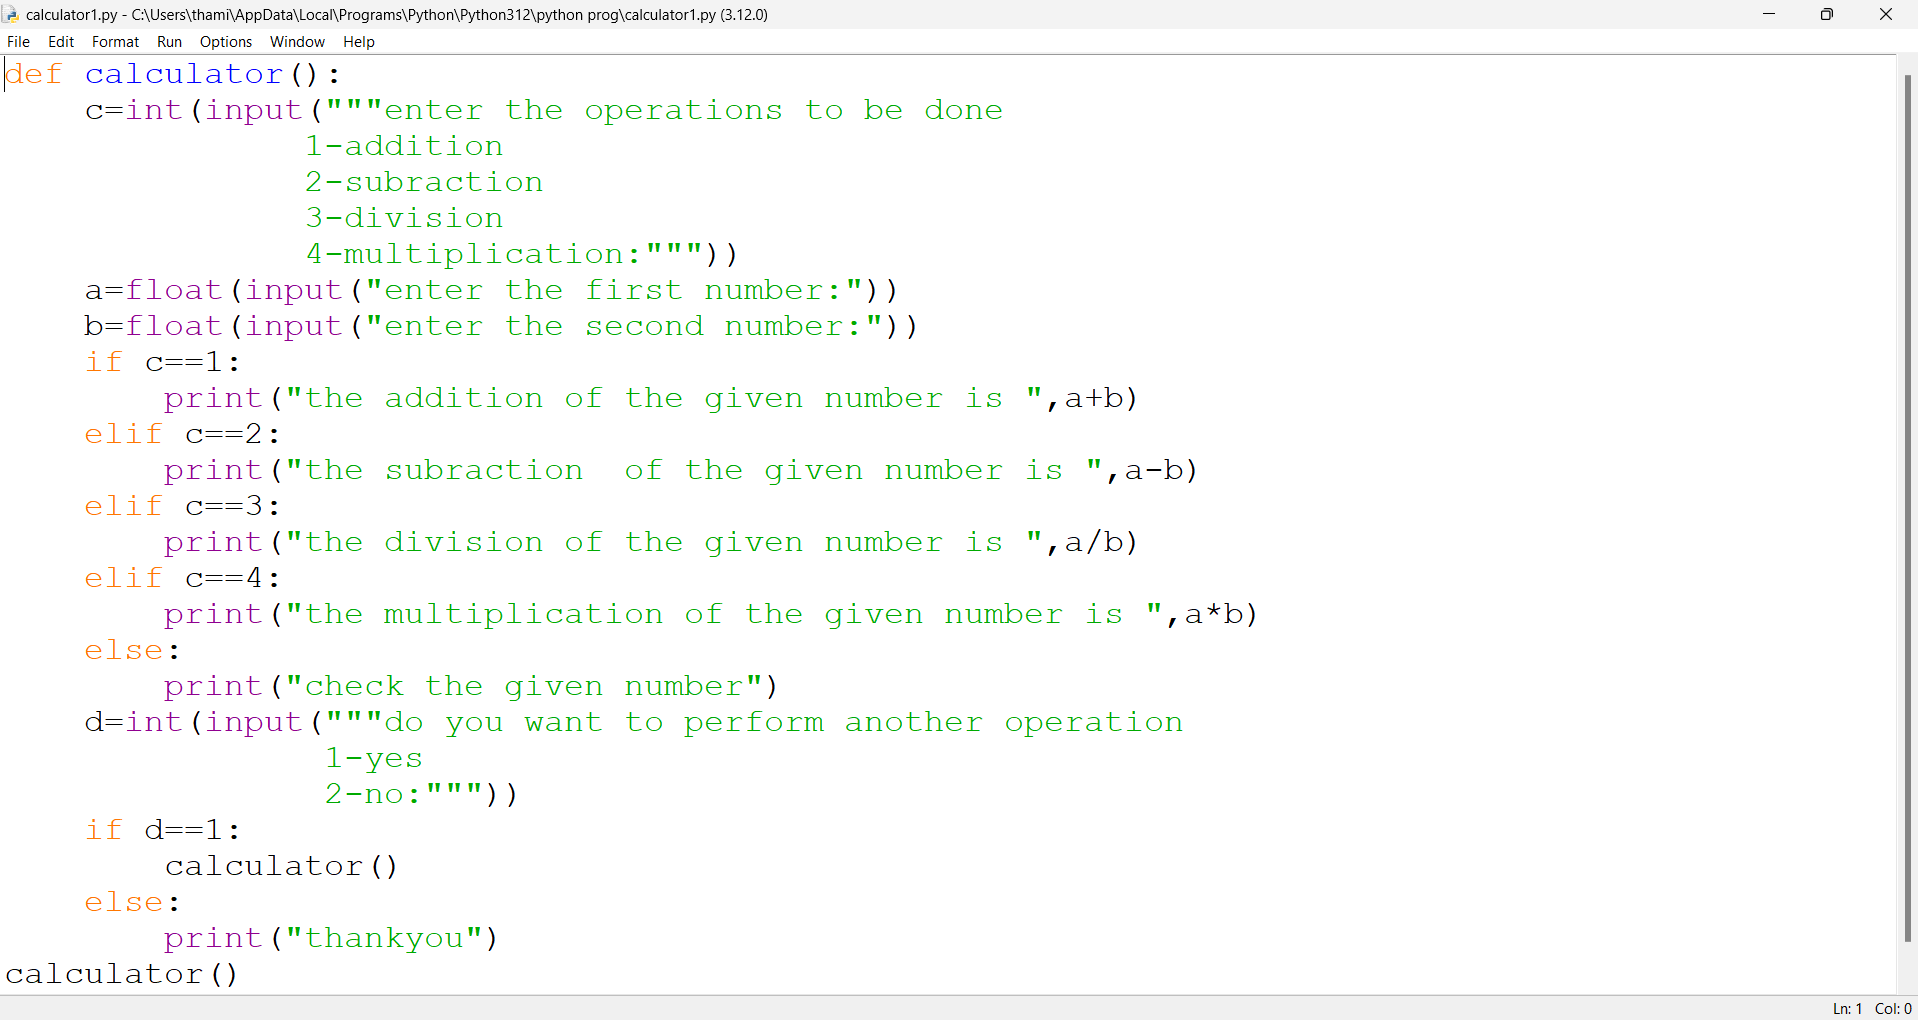 calculator1.py - C:\Users\thami\AppData\Local\Programs\Python\Python312\python prog\calculator1.py (3.12.0)
File Edit Format Run Options Window Help
def calculator():
    c=int(input("""enter the operations to be done
               1-addition
               2-subraction
               3-division
               4-multiplication:"""))
    a=float(input("enter the first number:"))
    b=float(input("enter the second number:"))
    if c==1:
        print("the addition of the given number is ",a+b)
    elif c==2:
        print("the subraction  of the given number is ",a-b)
    elif c==3:
        print("the division of the given number is ",a/b)
    elif c==4:
        print("the multiplication of the given number is ",a*b)
    else:
        print("check the given number")
    d=int(input("""do you want to perform another operation
                1-yes
                2-no:"""))
    if d==1:
        calculator()
    else:
        print("thankyou")
calculator()
Ln: 1 Col: 0